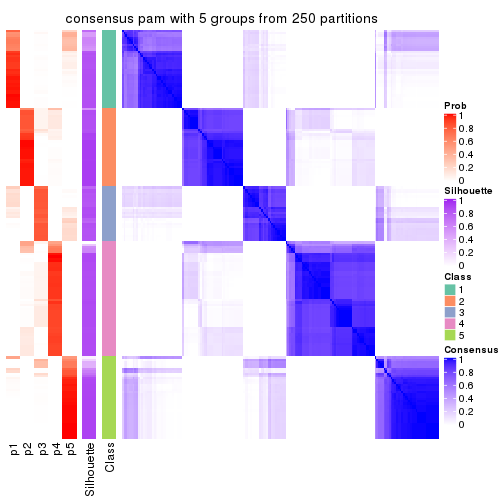 consensus pam with 5 groups from 250 partitions
Prob
1
0.8
0.6
0.4
0.2
0
Silhouette
1
0.8
0.6
0.4
0.2
0
Class
1
2
3
4
5
Consensus
1
0.8
0.6
0.4
0.2
0
p1
p2
p3
p4
p5
Silhouette
Class